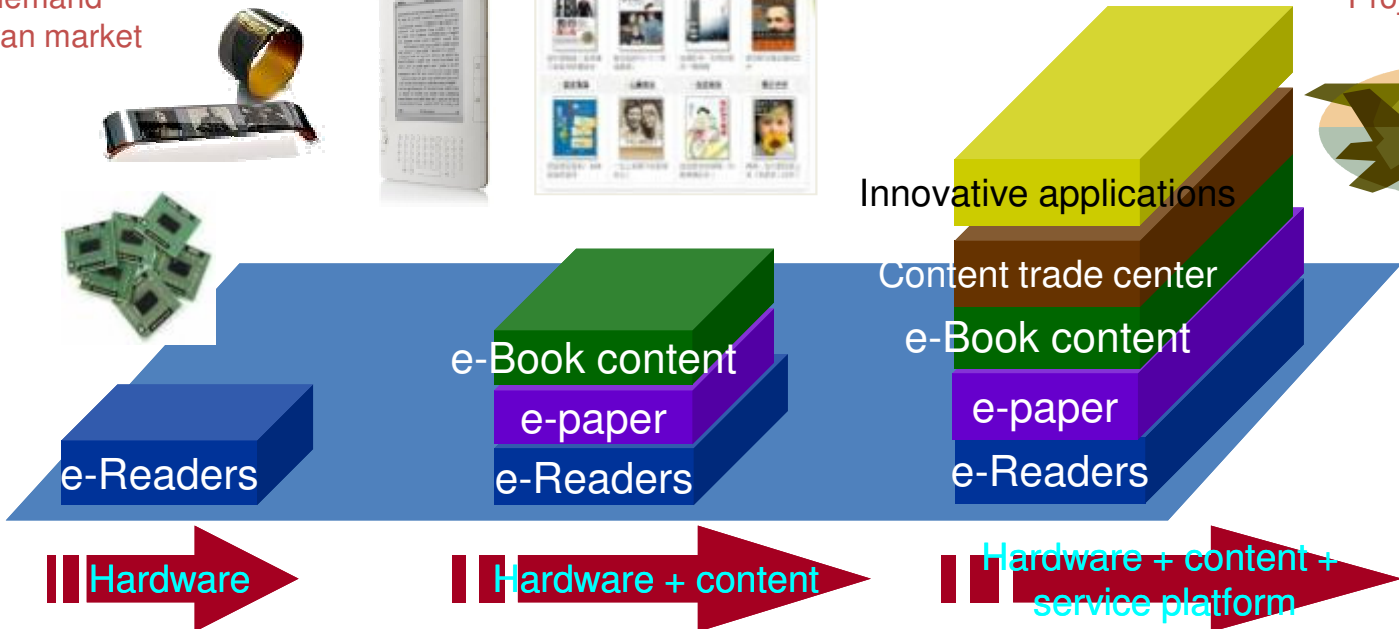 demand
an market
Innovative applications
Content trade center
e-Book content
e-paper
e-Readers
e-Book content
e-paper
e-Readers
e-Readers
Hardware
Hardware + content
Hardware + content +
service platform